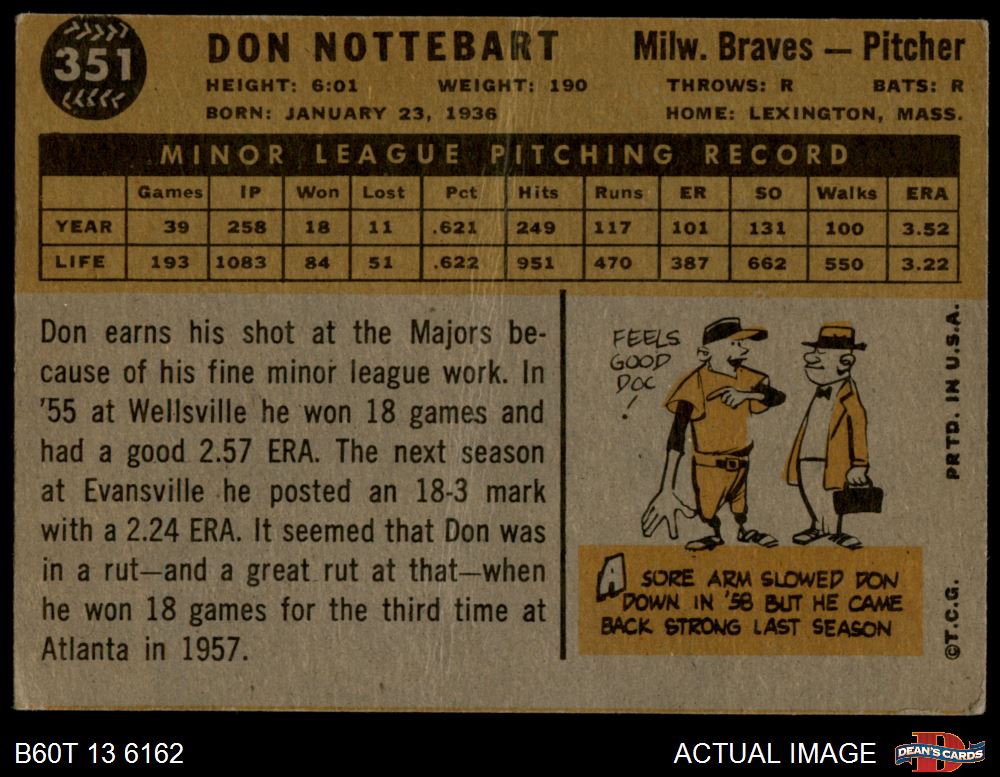 351
DON NOTTEBART
Milw. Braves — Pitcher
HEIGHT: 6:01 WEIGHT: 190 THROWS: R BATS: R
BORN: JANUARY 23, 1936 HOME: LEXINGTON, MASS.
MINOR LEAGUE PITCHING RECORD
Games IP Won Lost Pct Hits Runs ER SO Walks ERA
YEAR 39 258 18 11 .621 249 117 101 131 100 3.52
LIFE 193 1083 84 51 .622 951 470 387 662 550 3.22
Don earns his shot at the Majors be-
cause of his fine minor league work. In
'55 at Wellsville he won 18 games and
had a good 2.57 ERA. The next season
at Evansville he posted an 18-3 mark
with a 2.24 ERA. It seemed that Don was
in a rut—and a great rut at that—when
he won 18 games for the third time at
Atlanta in 1957.
FEELS
GOOD
DOC
!
A SORE ARM SLOWED DON
DOWN IN '58 BUT HE CAME
BACK STRONG LAST SEASON
©T.C.G. PRTD. IN U.S.A.
B60T 13 6162
ACTUAL IMAGE
D
DEAN'S CARDS